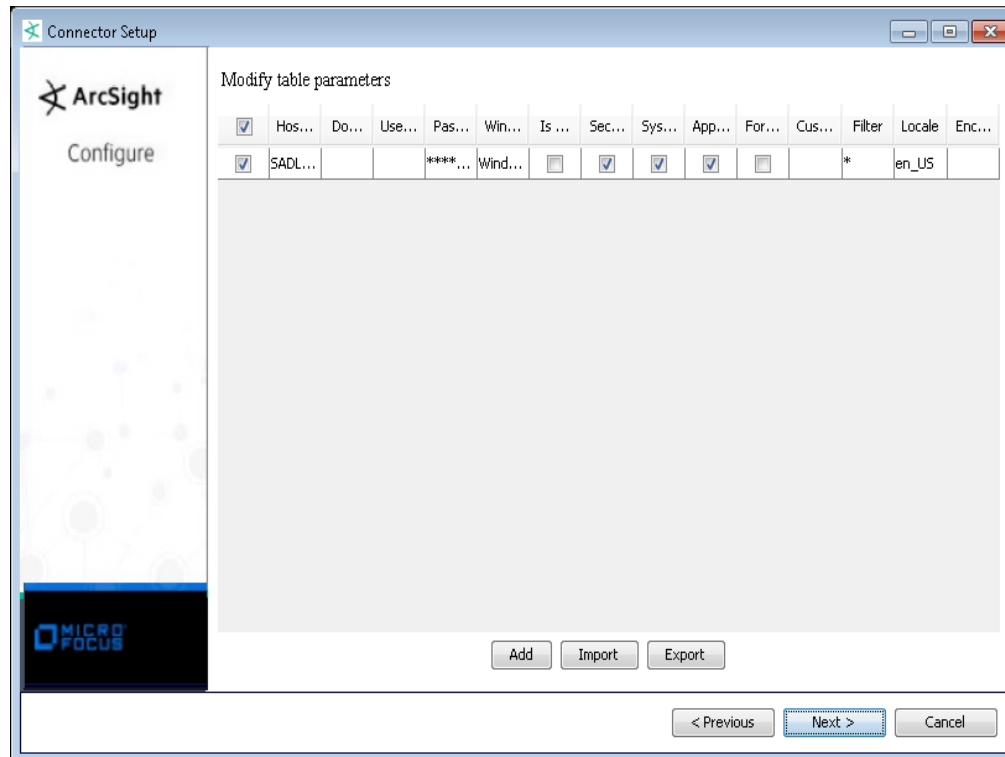 Connector Setup
ArcSight
Configure
Modify table parameters
Hos... Do... Use... Pas... Win... Is ... Sec... Sys... App... For... Cus... Filter Locale Enc...
SADL... ****... Wind... * en_US
MICRO
FOCUS
Add Import Export
< Previous Next > Cancel